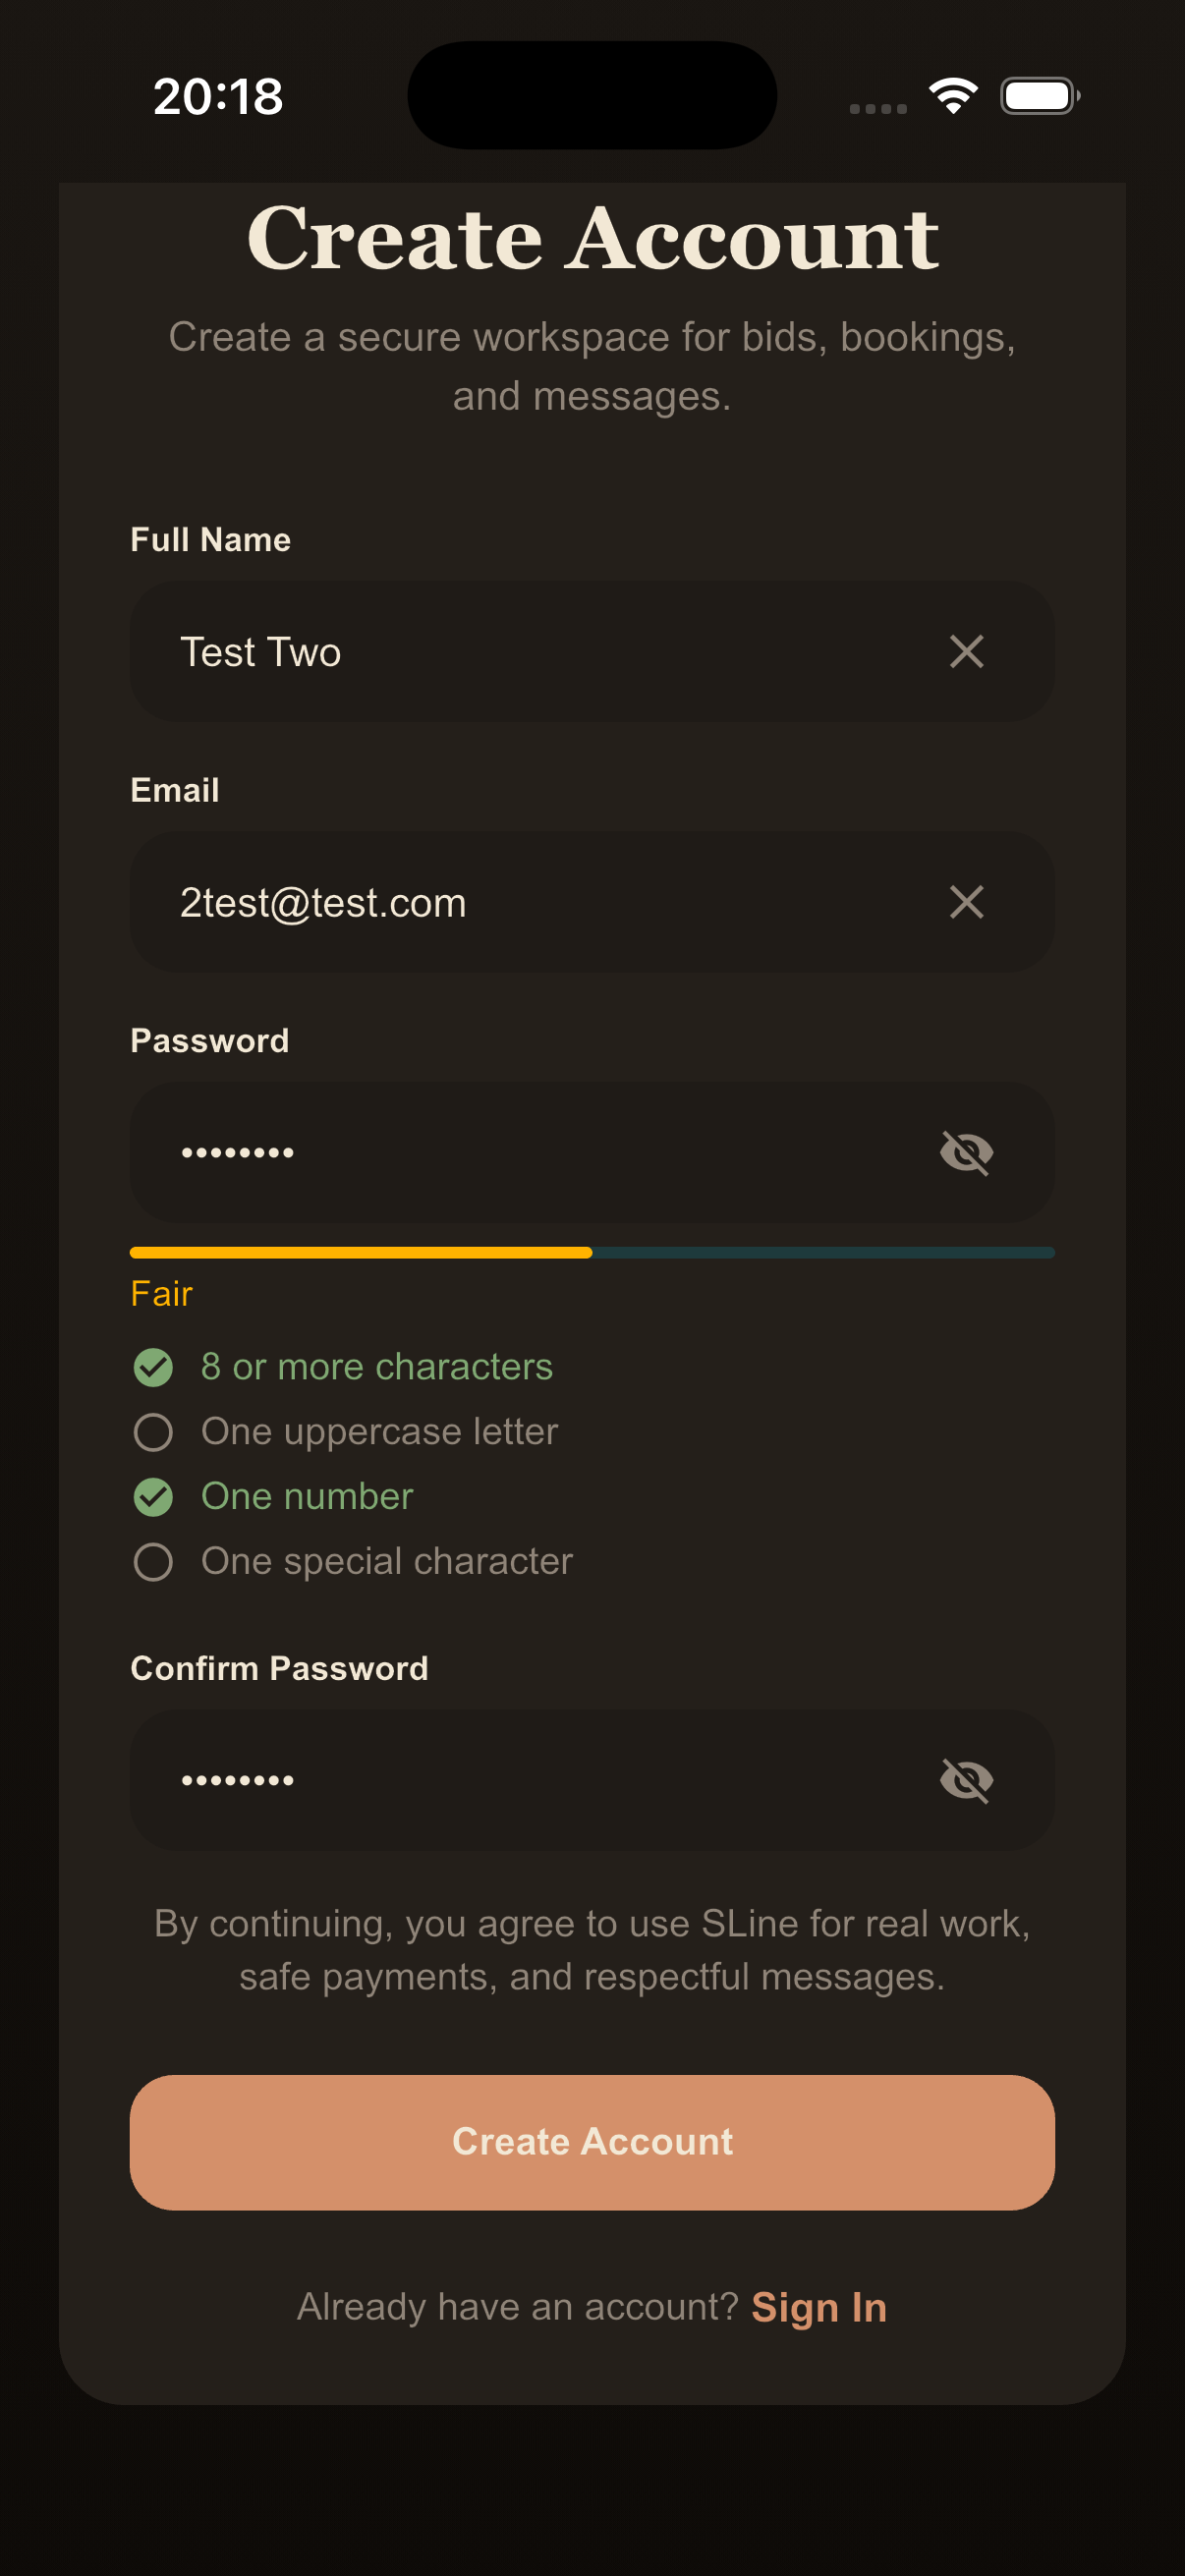 20:18
Create Account
Create a secure workspace for bids, bookings,
and messages.
Full Name
Test Two
Email
2test@test.com
Password
••••••••
Fair
8 or more characters
One uppercase letter
One number
One special character
Confirm Password
••••••••
By continuing, you agree to use SLine for real work,
safe payments, and respectful messages.
Create Account
Already have an account? Sign In